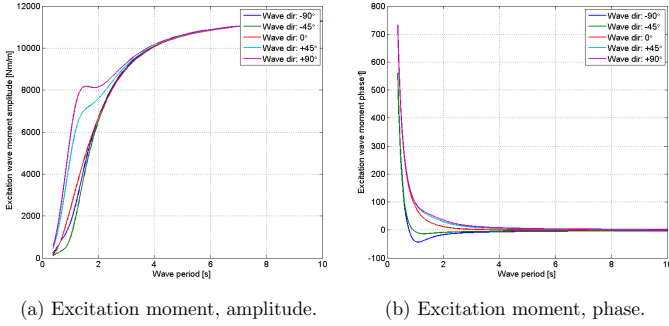 12000
10000
8000
6000
4000
2000
0
0 2 4 6 8 10
Excitation wave moment amplitude [Nm/m]
Wave period [s]
Wave dir: -90°
Wave dir: -45°
Wave dir: 0°
Wave dir: +45°
Wave dir: +90°
800
700
600
500
400
300
200
100
0
-100
0 2 4 6 8 10
Excitation wave moment phase
Wave period [s]
Wave dir: -90°
Wave dir: -45°
Wave dir: 0°
Wave dir: +45°
Wave dir: +90°
(a) Excitation moment, amplitude.
(b) Excitation moment, phase.